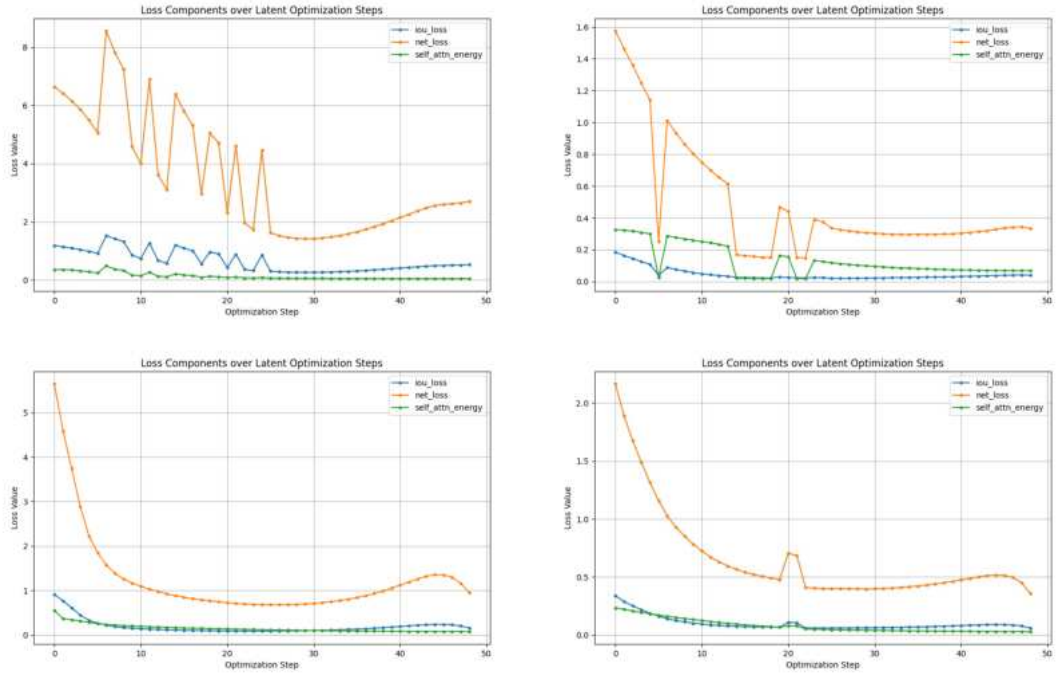 Loss Components over Latent Optimization Steps
iou_loss
net_loss
self_attn_energy
Loss Value
8
6
4
2
0
0 10 20 30 40 50
Optimization Step
Loss Components over Latent Optimization Steps
iou_loss
net_loss
self_attn_energy
Loss Value
1.6
1.4
1.2
1.0
0.8
0.6
0.4
0.2
0.0
0 10 20 30 40 50
Optimization Step
Loss Components over Latent Optimization Steps
iou_loss
net_loss
self_attn_energy
Loss Value
5
4
3
2
1
0
0 10 20 30 40 50
Optimization Step
Loss Components over Latent Optimization Steps
iou_loss
net_loss
self_attn_energy
Loss Value
2.0
1.5
1.0
0.5
0.0
0 10 20 30 40 50
Optimization Step